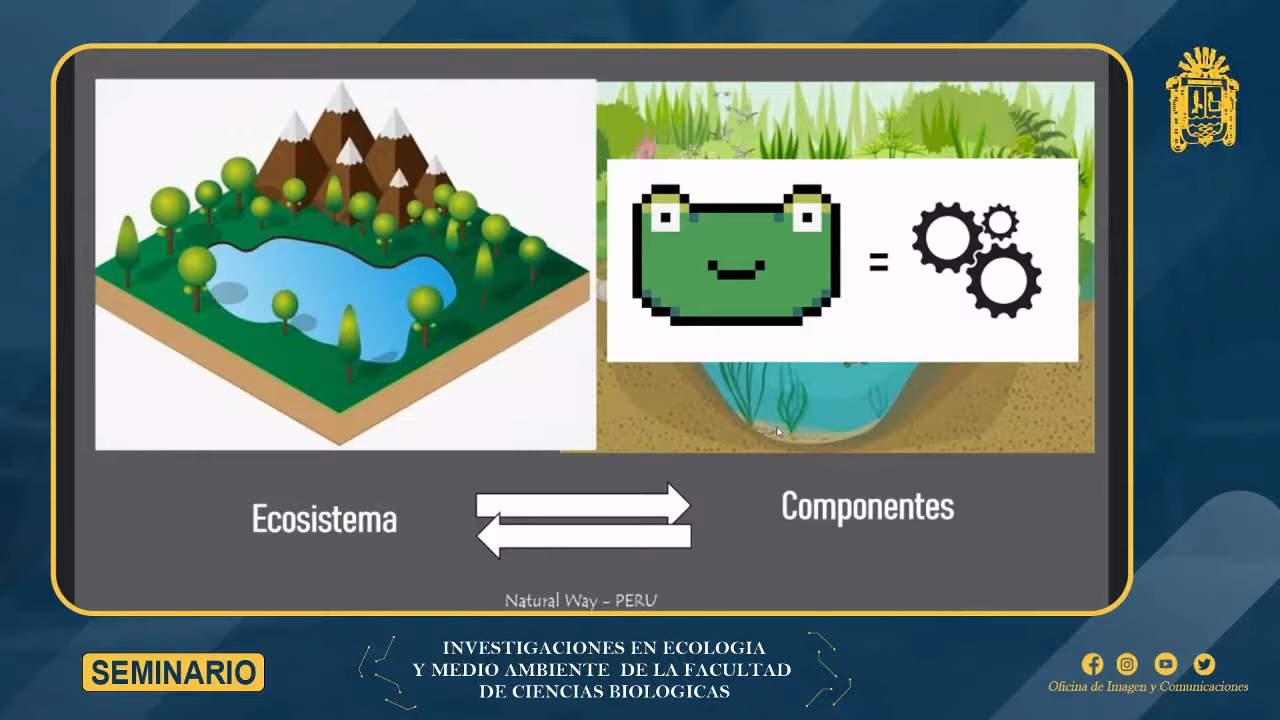 =
Ecosistema
Componentes
Natural Way - PERU
SEMINARIO
INVESTIGACIONES EN ECOLOGIA
Y MEDIO AMBIENTE DE LA FACULTAD
DE CIENCIAS BIOLOGICAS
Oficina de Imagen y Comunicaciones